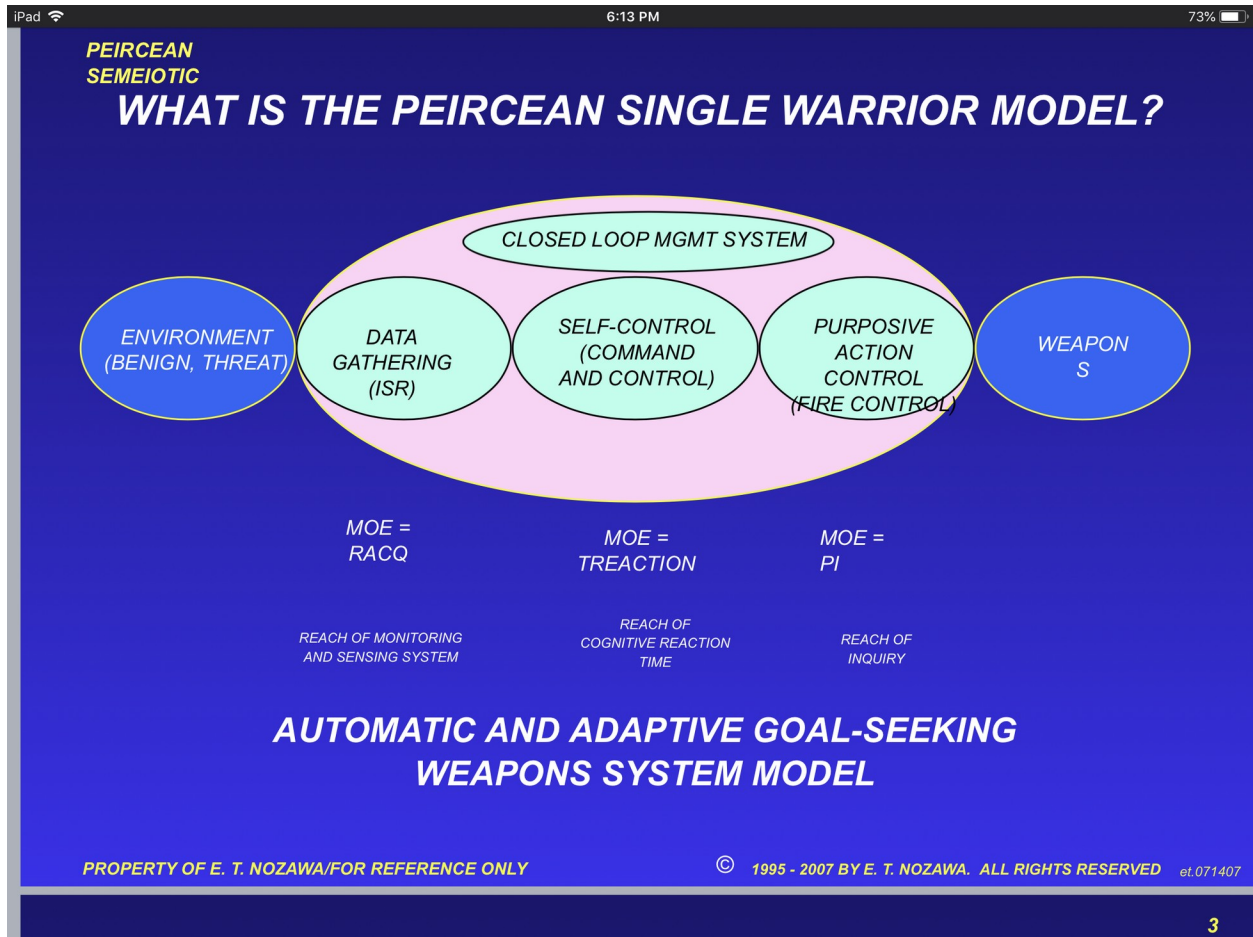 iPad
6:13 PM
73%
PEIRCEAN
SEMEIOTIC
WHAT IS THE PEIRCEAN SINGLE WARRIOR MODEL?
CLOSED LOOP MGMT SYSTEM
ENVIRONMENT
(BENIGN, THREAT)
DATA
GATHERING
(ISR)
SELF-CONTROL
(COMMAND
AND CONTROL)
PURPOSIVE
ACTION
CONTROL
(FIRE CONTROL)
WEAPON
S
MOE =
RACQ
MOE =
TREACTION
MOE =
PI
REACH OF MONITORING
AND SENSING SYSTEM
REACH OF
COGNITIVE REACTION
TIME
REACH OF
INQUIRY
AUTOMATIC AND ADAPTIVE GOAL-SEEKING
WEAPONS SYSTEM MODEL
PROPERTY OF E. T. NOZAWA/FOR REFERENCE ONLY
© 1995 - 2007 BY E. T. NOZAWA. ALL RIGHTS RESERVED
et.071407
3